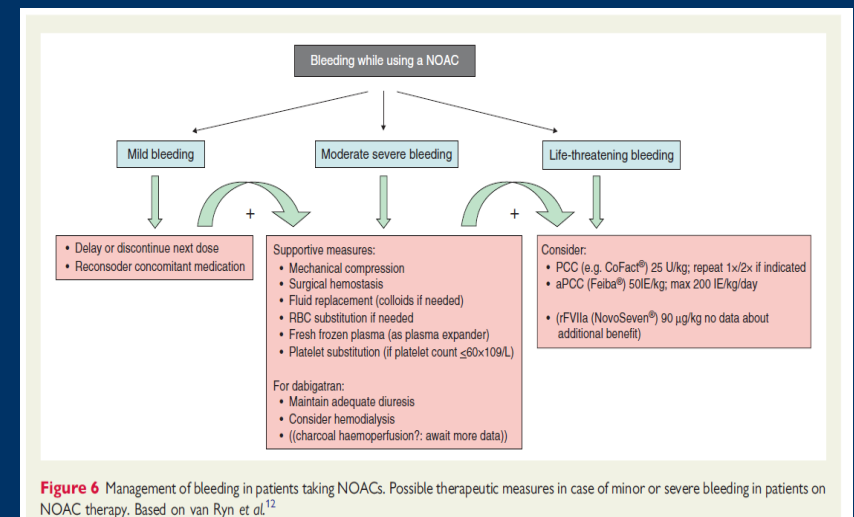 Bleeding while using a NOAC
Mild bleeding
Moderate severe bleeding
Life-threatening bleeding
+
+
• Delay or discontinue next dose
• Reconsoder concomitant medication
Supportive measures:
• Mechanical compression
• Surgical hemostasis
• Fluid replacement (colloids if needed)
• RBC substitution if needed
• Fresh frozen plasma (as plasma expander)
• Platelet substitution (if platelet count ≤60×109/L)
For dabigatran:
• Maintain adequate diuresis
• Consider hemodialysis
• ((charcoal haemoperfusion?: await more data))
Consider:
• PCC (e.g. CoFact®) 25 U/kg; repeat 1×/2× if indicated
• aPCC (Feiba®) 50IE/kg; max 200 IE/kg/day
• (rFVIIa (NovoSeven®) 90 µg/kg no data about
additional benefit)
Figure 6 Management of bleeding in patients taking NOACs. Possible therapeutic measures in case of minor or severe bleeding in patients on
NOAC therapy. Based on van Ryn et al.12